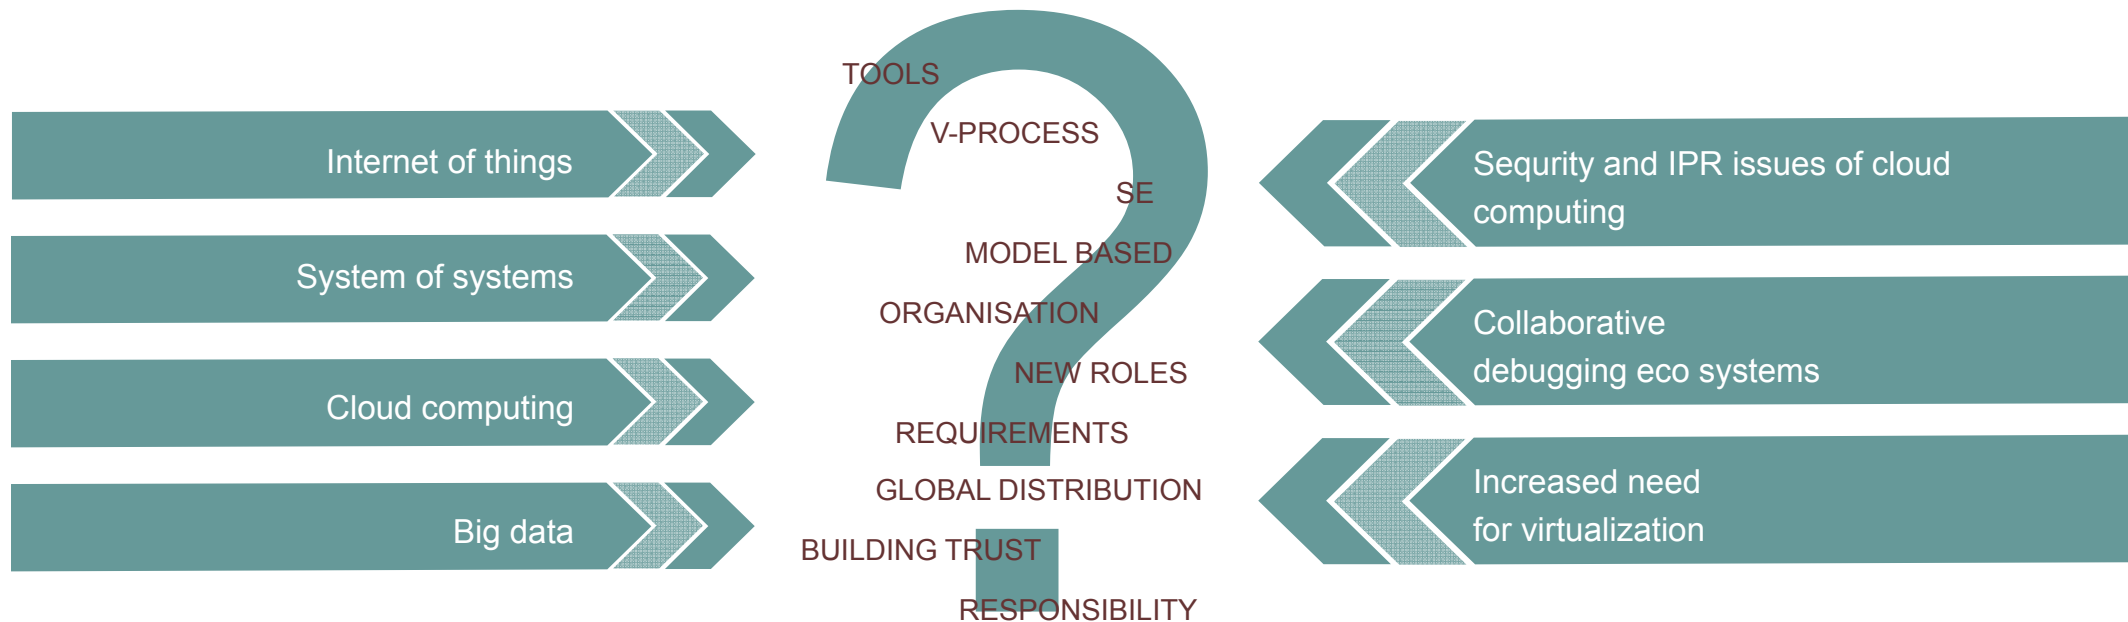 Internet of things
System of systems
Cloud computing
Big data
TOOLS
V-PROCESS
SE
MODEL BASED
ORGANISATION
NEW ROLES
REQUIREMENTS
GLOBAL DISTRIBUTION
BUILDING TRUST
RESPONSIBILITY
Sequrity and IPR issues of cloud
computing
Collaborative
debugging eco systems
Increased need
for virtualization